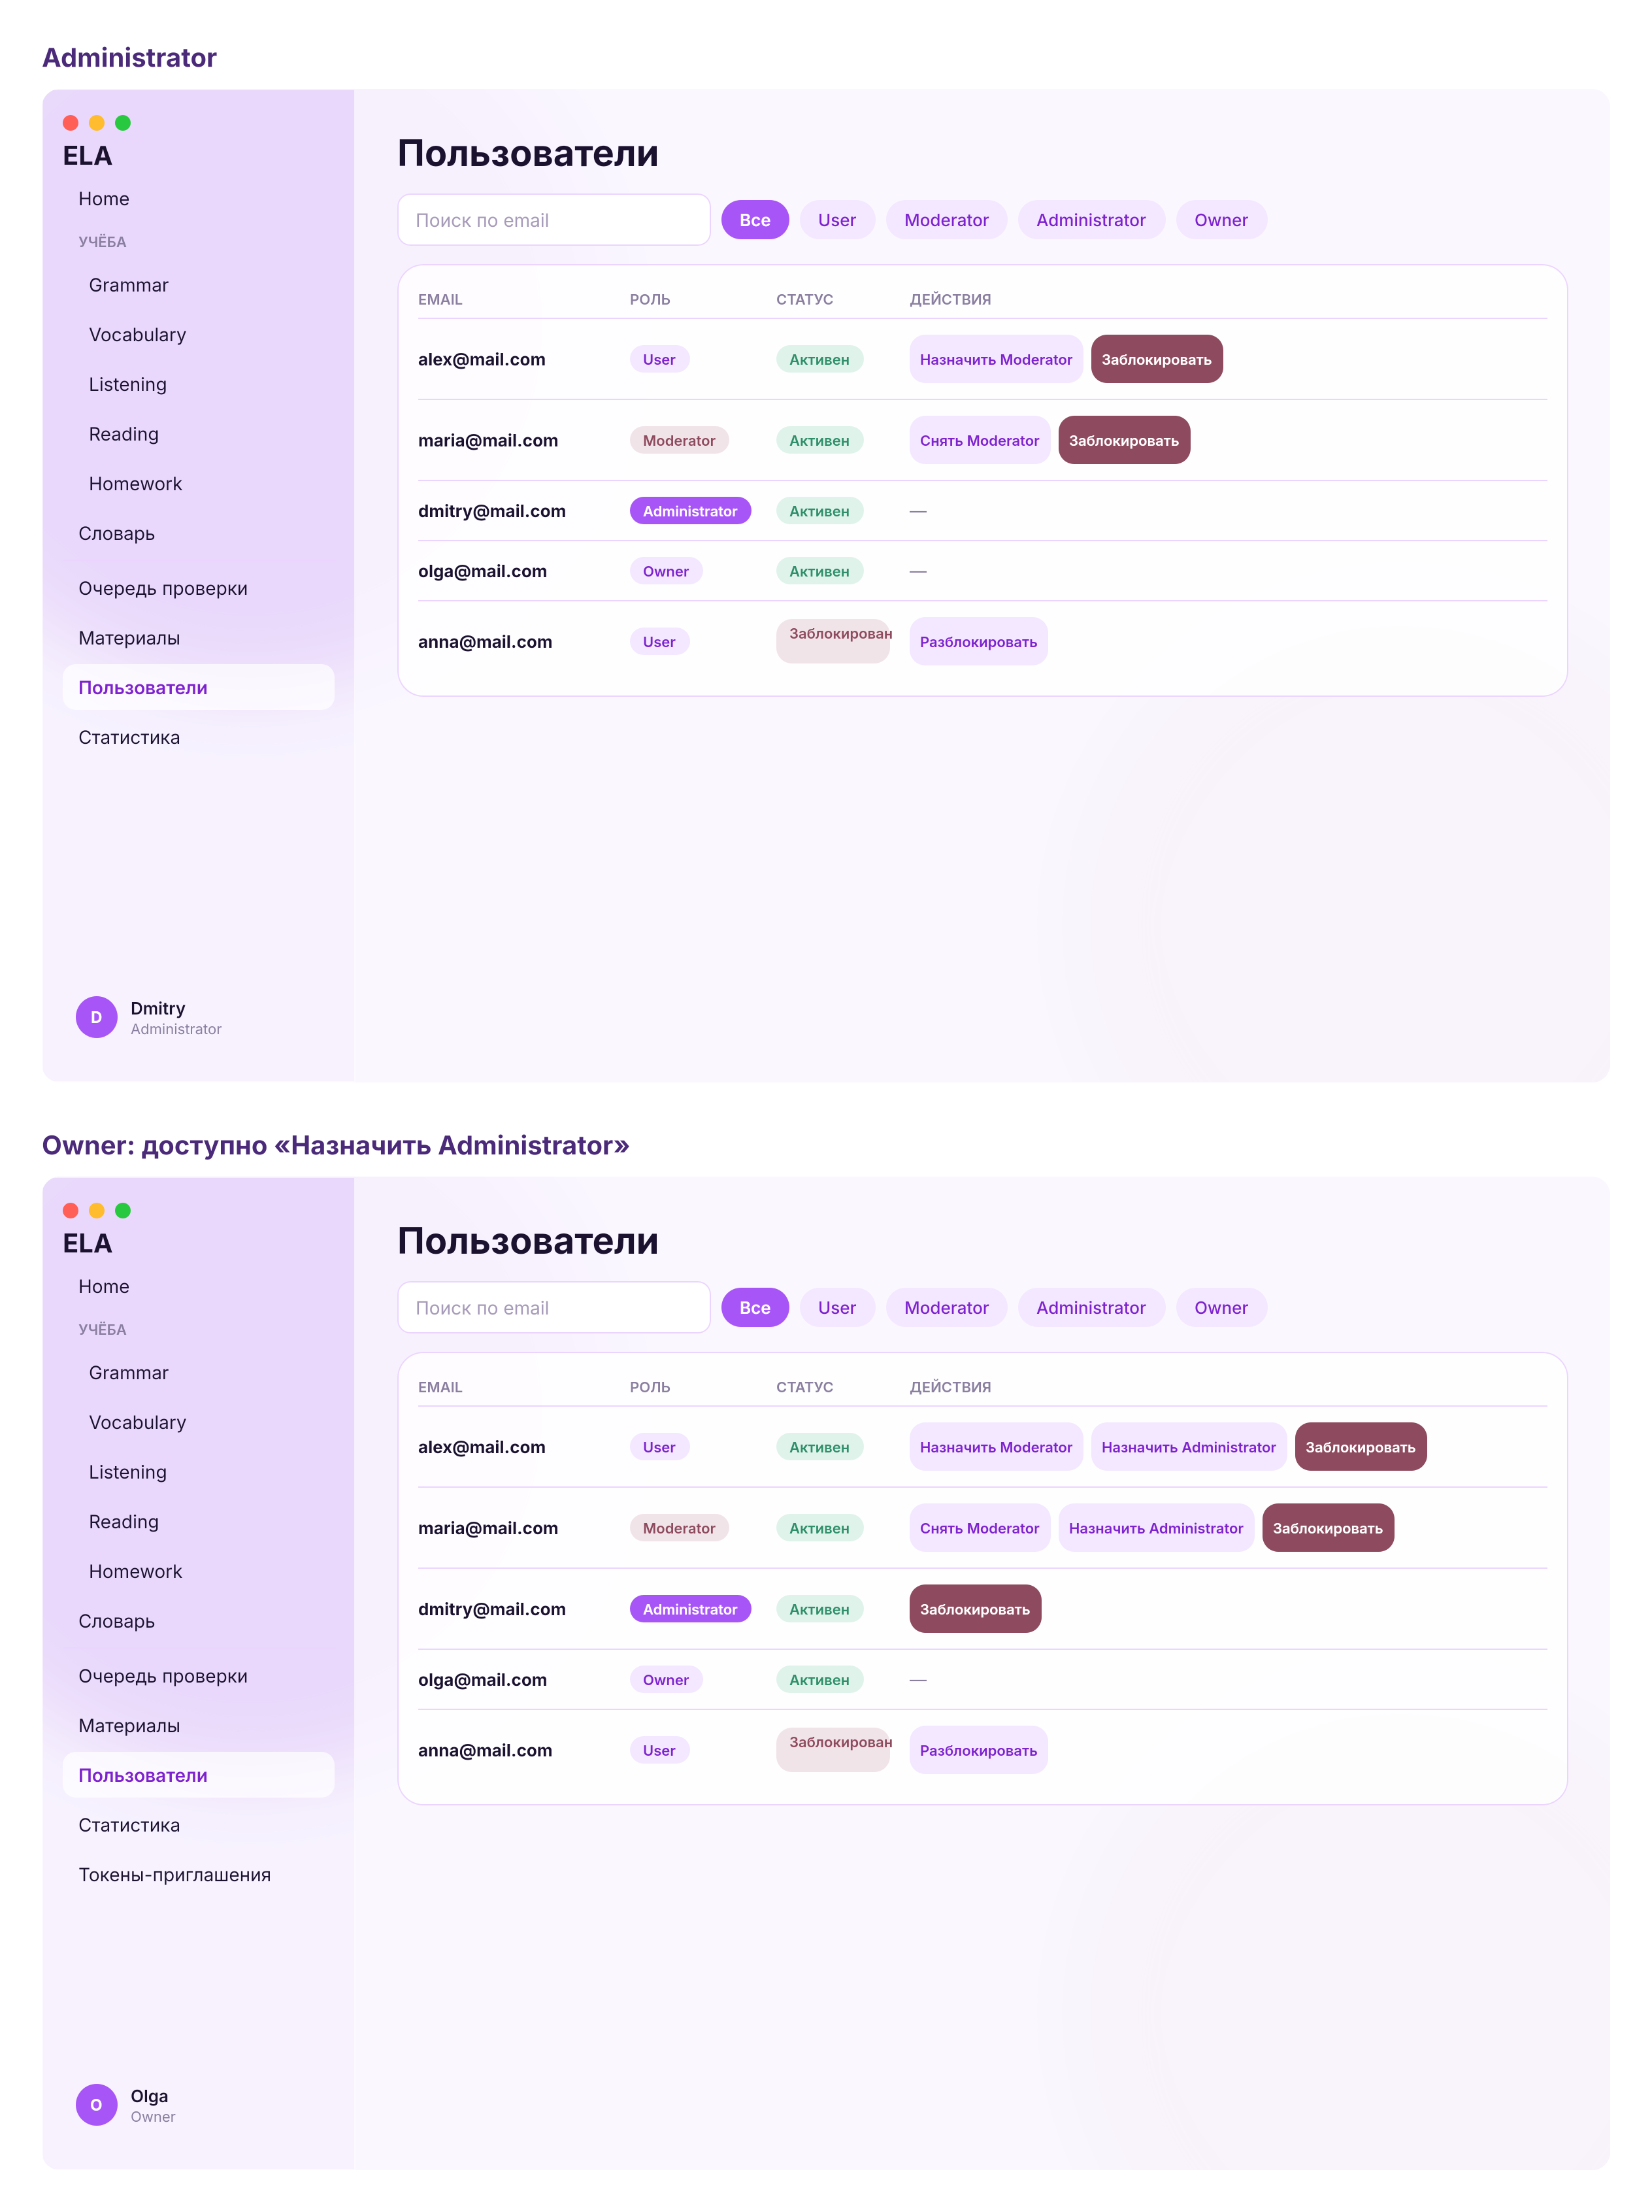 Administrator
ELA
Home
УЧЁБА
Grammar
Vocabulary
Listening
Reading
Homework
Словарь
Очередь проверки
Материалы
Пользователи
Статистика
D
Dmitry
Administrator
Пользователи
Поиск по email Все User Moderator Administrator Owner
EMAIL РОЛЬ СТАТУС ДЕЙСТВИЯ
alex@mail.com User Активен Назначить Moderator Заблокировать
maria@mail.com Moderator Активен Снять Moderator Заблокировать
dmitry@mail.com Administrator Активен —
olga@mail.com Owner Активен —
anna@mail.com User Заблокирован Разблокировать
Owner: доступно «Назначить Administrator»
ELA
Home
УЧЁБА
Grammar
Vocabulary
Listening
Reading
Homework
Словарь
Очередь проверки
Материалы
Пользователи
Статистика
Токены-приглашения
O
Olga
Owner
Пользователи
Поиск по email Все User Moderator Administrator Owner
EMAIL РОЛЬ СТАТУС ДЕЙСТВИЯ
alex@mail.com User Активен Назначить Moderator Назначить Administrator Заблокировать
maria@mail.com Moderator Активен Снять Moderator Назначить Administrator Заблокировать
dmitry@mail.com Administrator Активен Заблокировать
olga@mail.com Owner Активен —
anna@mail.com User Заблокирован Разблокировать